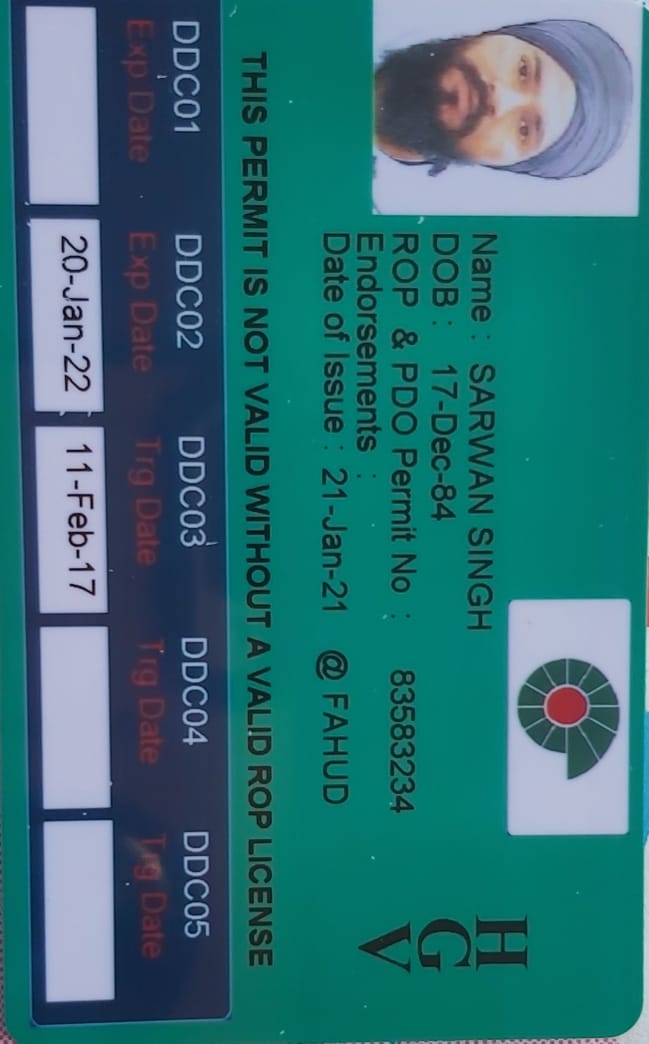 Name : SARWAN SINGH
DOB : 17-Dec-84
ROP & PDO Permit No : 83583234
Endorsements :
Date of Issue : 21-Jan-21 @ FAHUD
H
G
V
THIS PERMIT IS NOT VALID WITHOUT A VALID ROP LICENSE
DDC01 DDC02 DDC03 DDC04 DDC05
Exp Date Exp Date Trg Date Trg Date Trg Date
20-Jan-22 11-Feb-17